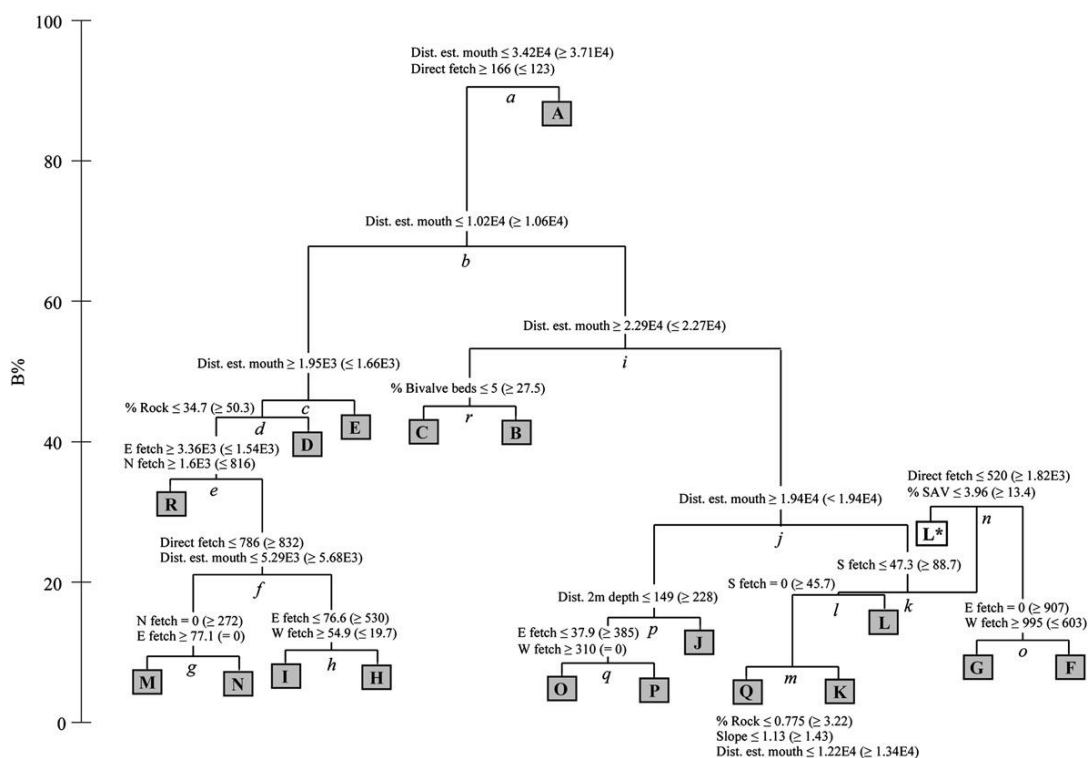 100
Dist. est. mouth ≤ 3.42E4 (≥ 3.71E4)
Direct fetch ≥ 166 (≤ 123)
a
A
80
Dist. est. mouth ≤ 1.02E4 (≥ 1.06E4)
b
60
Dist. est. mouth ≥ 2.29E4 (≤ 2.27E4)
i
B%
Dist. est. mouth ≥ 1.95E3 (≤ 1.66E3)
% Bivalve beds ≤ 5 (≥ 27.5)
% Rock ≤ 34.7 (≥ 50.3)
c
r
d
E
C
B
D
40
E fetch ≥ 3.36E3 (≤ 1.54E3)
N fetch ≥ 1.6E3 (≤ 816)
e
R
Direct fetch ≤ 520 (≥ 1.82E3)
% SAV ≤ 3.96 (≥ 13.4)
Dist. est. mouth ≥ 1.94E4 (< 1.94E4)
n
L*
j
Direct fetch ≤ 786 (≥ 832)
Dist. est. mouth ≤ 5.29E3 (≥ 5.68E3)
S fetch ≤ 47.3 (≥ 88.7)
20
f
S fetch = 0 (≥ 45.7)
Dist. 2m depth ≤ 149 (≥ 228)
l
k
L
N fetch = 0 (≥ 272)
E fetch ≥ 77.1 (= 0)
E fetch ≤ 76.6 (≥ 530)
W fetch ≥ 54.9 (≤ 19.7)
E fetch ≤ 37.9 (≥ 385)
W fetch ≥ 310 (= 0)
p
J
E fetch = 0 (≥ 907)
W fetch ≥ 995 (≤ 603)
g
h
q
m
o
M
N
I
H
O
P
Q
K
G
F
0
% Rock ≤ 0.775 (≥ 3.22)
Slope ≤ 1.13 (≥ 1.43)
Dist. est. mouth ≤ 1.22E4 (≥ 1.34E4)